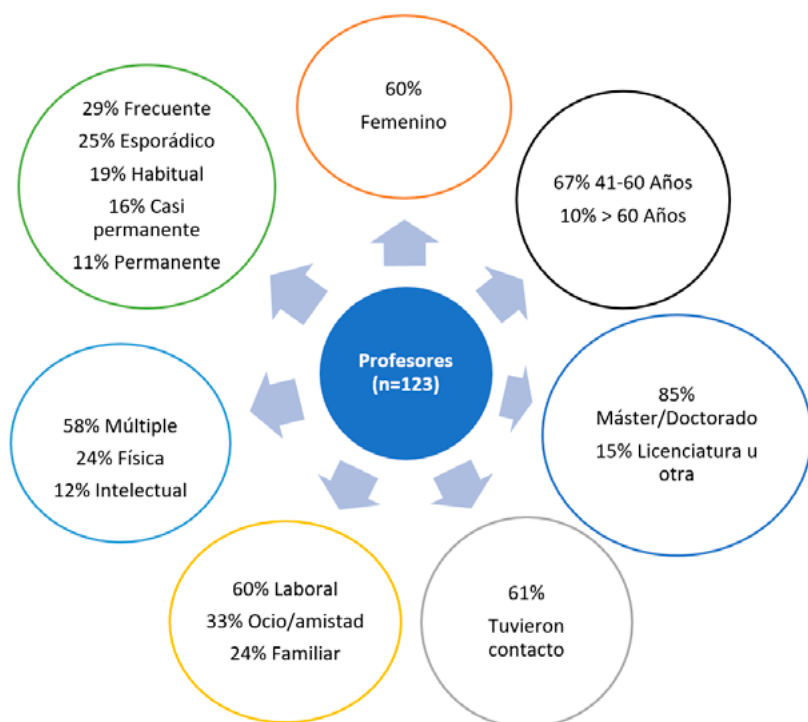 60%
Femenino
29% Frecuente
25% Esporádico
19% Habitual
16% Casi
permanente
11% Permanente
67% 41-60 Años
10% > 60 Años
Profesores
(n=123)
85%
Máster/Doctorado
15% Licenciatura u
otra
58% Múltiple
24% Física
12% Intelectual
60% Laboral
33% Ocio/amistad
24% Familiar
61%
Tuvieron
contacto